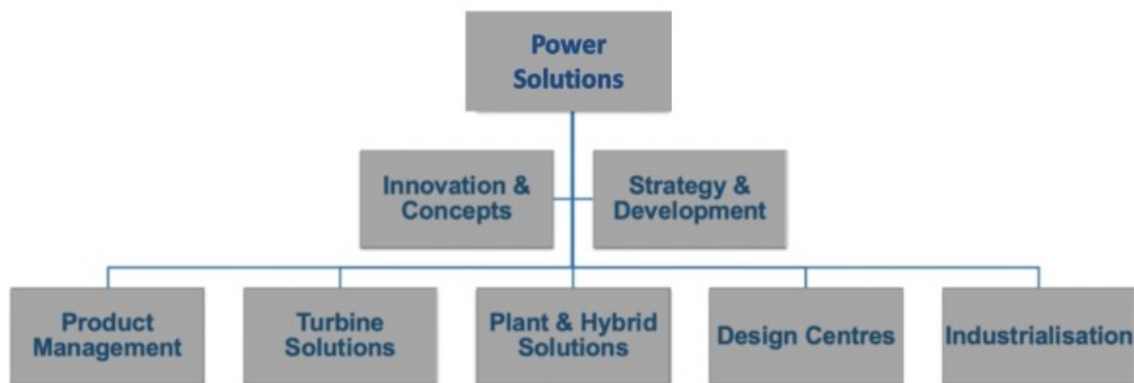 Power
Solutions
Innovation &
Concepts
Strategy &
Development
Product
Management
Turbine
Solutions
Plant & Hybrid
Solutions
Design Centres
Industrialisation